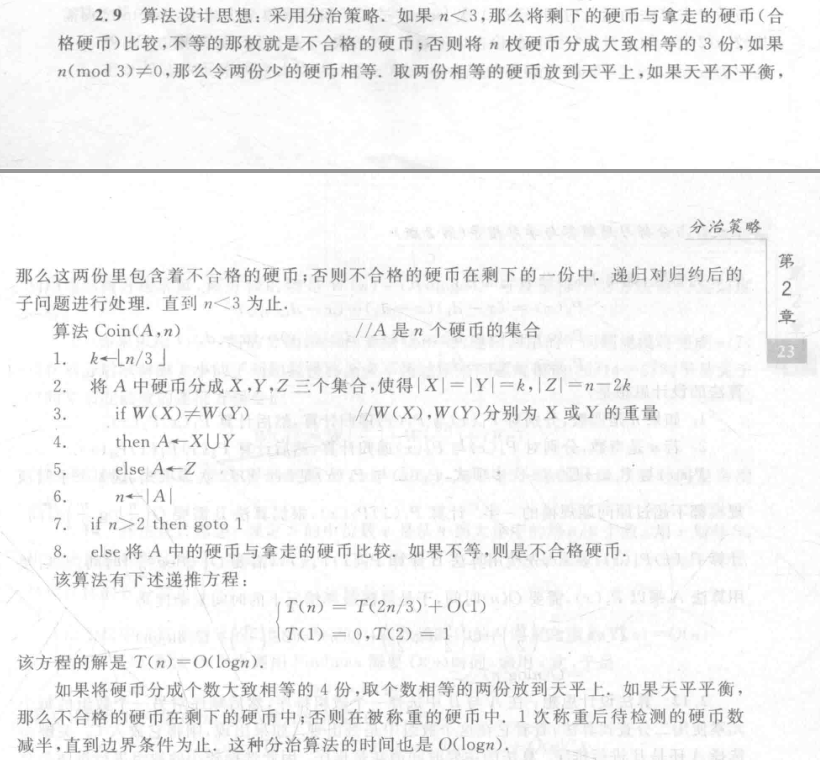 2.9 算法设计思想:采用分治策略. 如果 n<3,那么将剩下的硬币与拿走的硬币(合
格硬币)比较,不等的那枚就是不合格的硬币;否则将 n 枚硬币分成大致相等的 3 份,如果
n(mod 3)≠0,那么令两份少的硬币相等. 取两份相等的硬币放到天平上,如果天平不平衡,
分治策略
第
2
章
23
那么这两份里包含着不合格的硬币;否则不合格的硬币在剩下的一份中. 递归对归约后的
子问题进行处理. 直到 n<3 为止.
算法 Coin(A,n) //A 是 n 个硬币的集合
1. k←⌊n/3⌋
2. 将 A 中硬币分成 X,Y,Z 三个集合,使得|X|=|Y|=k,|Z|=n-2k
3. if W(X)≠W(Y) //W(X),W(Y)分别为 X 或 Y 的重量
4. then A←X∪Y
5. else A←Z
6. n←|A|
7. if n>2 then goto 1
8. else 将 A 中的硬币与拿走的硬币比较. 如果不等,则是不合格硬币.
该算法有下述递推方程:
T(n) = T(2n/3)+O(1)
T(1) = 0,T(2) = 1
该方程的解是 T(n)=O(logn).
如果将硬币分成个数大致相等的 4 份,取个数相等的两份放到天平上. 如果天平平衡,
那么不合格的硬币在剩下的硬币中;否则在被称重的硬币中. 1 次称重后待检测的硬币数
减半,直到边界条件为止. 这种分治算法的时间也是 O(logn).